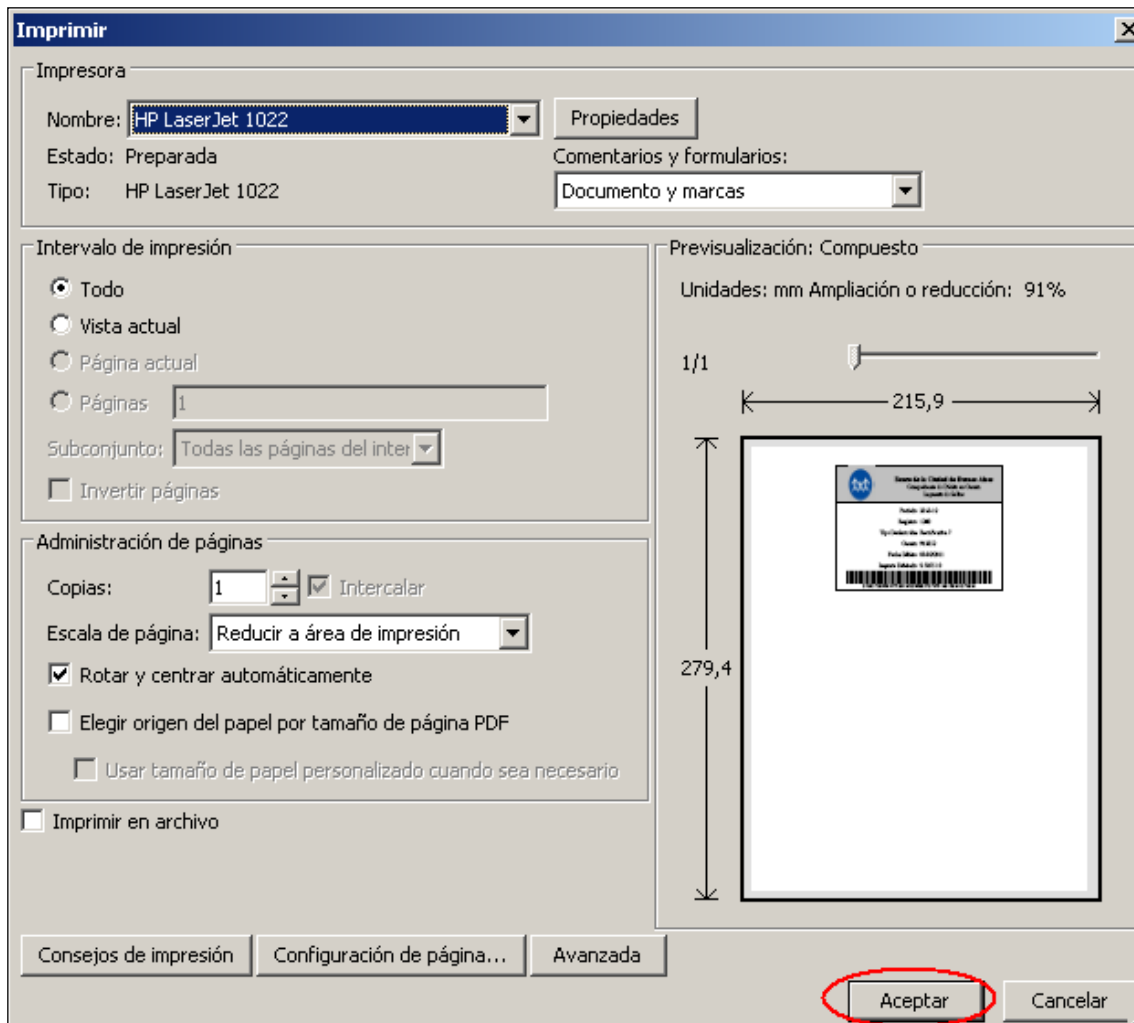 Imprimir
Impresora
Nombre: HP LaserJet 1022 Propiedades
Estado: Preparada Comentarios y formularios:
Tipo: HP LaserJet 1022 Documento y marcas
Intervalo de impresión
Todo
Vista actual
Página actual
Páginas 1
Subconjunto: Todas las páginas del inter
Invertir páginas
Administración de páginas
Copias: 1 Intercalar
Escala de página: Reducir a área de impresión
Rotar y centrar automáticamente
Elegir origen del papel por tamaño de página PDF
Usar tamaño de papel personalizado cuando sea necesario
Imprimir en archivo
Previsualización: Compuesto
Unidades: mm Ampliación o reducción: 91%
1/1
215,9
279,4
Consejos de impresión Configuración de página... Avanzada
Aceptar Cancelar